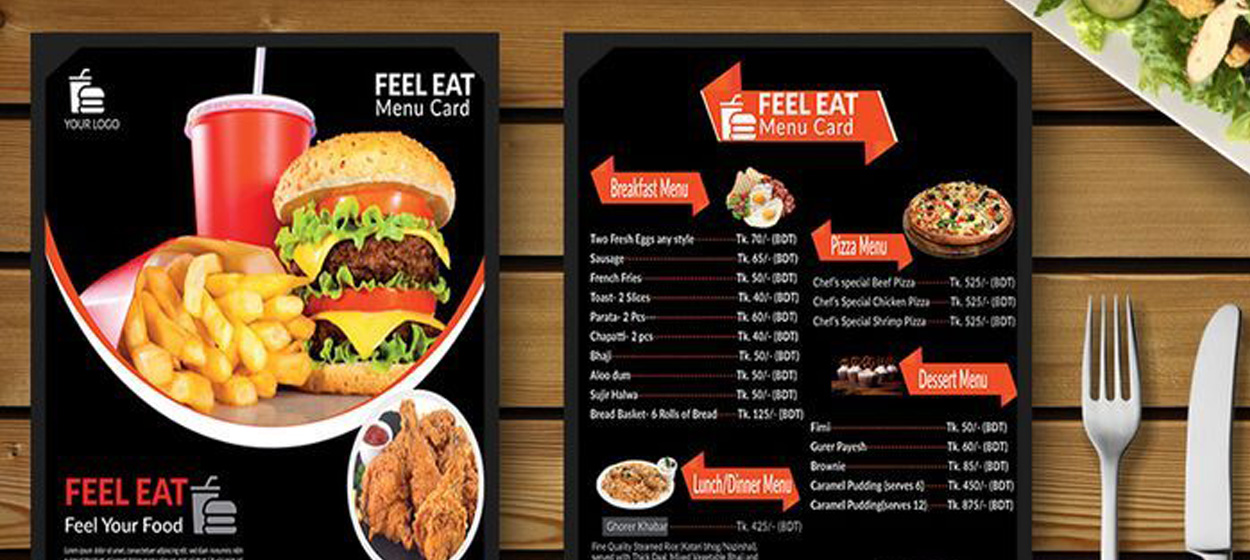 YOUR LOGO
FEEL EAT
Menu Card
FEEL EAT
Feel Your Food
FEEL EAT
Menu Card
Breakfast Menu
Two Fresh Eggs any style Tk. 70/- (BDT)
Sausage Tk. 65/- (BDT)
French Fries Tk. 50/- (BDT)
Toast- 2 Slices Tk. 40/- (BDT)
Parata- 2 Pcs Tk. 60/- (BDT)
Chapatti- 2 pcs Tk. 40/- (BDT)
Bhaji Tk. 50/- (BDT)
Aloo dum Tk. 50/- (BDT)
Sujir Halwa Tk. 50/- (BDT)
Bread Basket- 6 Rolls of Bread Tk. 125/- (BDT)
Lunch/Dinner Menu
Ghorer Khabar Tk. 425/- (BDT)
Fine Quality Steamed Rice
Pizza Menu
Chef's special Beef Pizza Tk. 525/- (BDT)
Chef's Special Chicken Pizza Tk. 525/- (BDT)
Chef's Special Shrimp Pizza Tk. 525/- (BDT)
Dessert Menu
Firni Tk. 50/- (BDT)
Gurer Payesh Tk. 60/- (BDT)
Brownie Tk. 85/- (BDT)
Caramel Pudding (serves 6) Tk. 450/- (BDT)
Caramel Pudding(serves 12) Tk. 875/- (BDT)